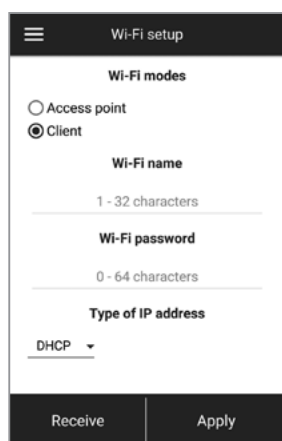 Wi-Fi setup
Wi-Fi modes
Access point
Client
Wi-Fi name
1 - 32 characters
Wi-Fi password
0 - 64 characters
Type of IP address
DHCP
Receive
Apply